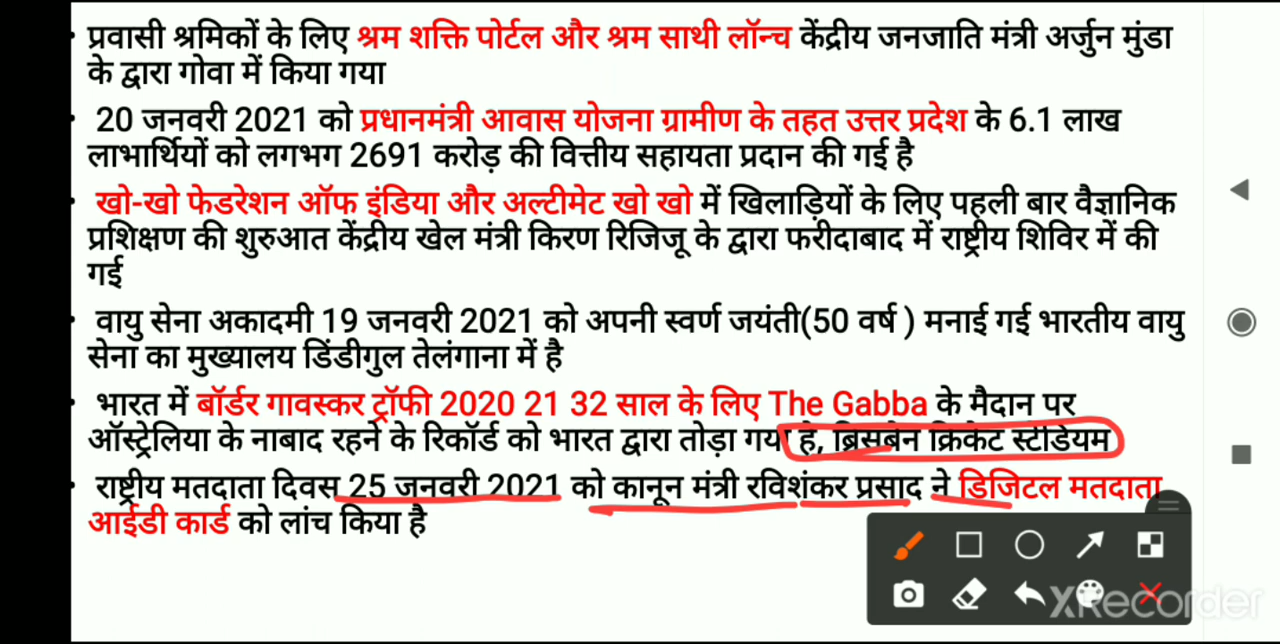 • प्रवासी श्रमिकों के लिए श्रम शक्ति पोर्टल और श्रम साथी लॉन्च केंद्रीय जनजाति मंत्री अर्जुन मुंडा
के द्वारा गोवा में किया गया
• 20 जनवरी 2021 को प्रधानमंत्री आवास योजना ग्रामीण के तहत उत्तर प्रदेश के 6.1 लाख
लाभार्थियों को लगभग 2691 करोड़ की वित्तीय सहायता प्रदान की गई है
• खो-खो फेडरेशन ऑफ इंडिया और अल्टीमेट खो खो में खिलाड़ियों के लिए पहली बार वैज्ञानिक
प्रशिक्षण की शुरुआत केंद्रीय खेल मंत्री किरण रिजिजू के द्वारा फरीदाबाद में राष्ट्रीय शिविर में की
गई
• वायु सेना अकादमी 19 जनवरी 2021 को अपनी स्वर्ण जयंती(50 वर्ष ) मनाई गई भारतीय वायु
सेना का मुख्यालय डिंडीगुल तेलंगाना में है
• भारत में बॉर्डर गावस्कर ट्रॉफी 2020 21 32 साल के लिए The Gabba के मैदान पर
ऑस्ट्रेलिया के नाबाद रहने के रिकॉर्ड को भारत द्वारा तोड़ा गया है, ब्रिसबेन क्रिकेट स्टेडियम
• राष्ट्रीय मतदाता दिवस 25 जनवरी 2021 को कानून मंत्री रविशंकर प्रसाद ने डिजिटल मतदाता
आईडी कार्ड को लांच किया है
XRecorder